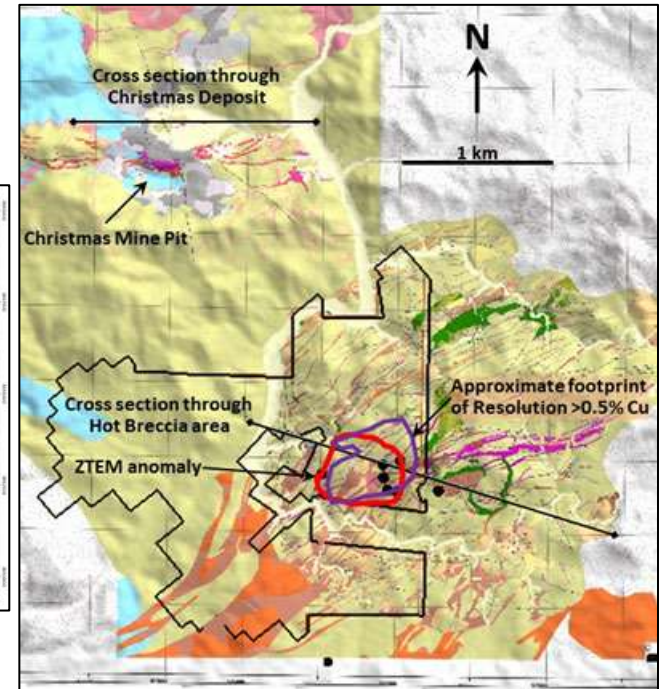 N
Cross section through
Christmas Deposit
1 km
Christmas Mine Pit
Approximate footprint
of Resolution >0.5% Cu
Cross section through
Hot Breccia area
ZTEM anomaly